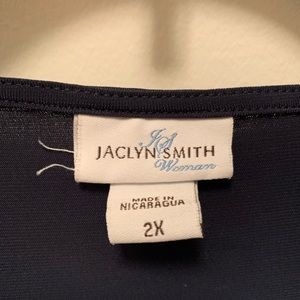 JS
JACLYN SMITH
Woman
MADE IN
NICARAGUA
2X